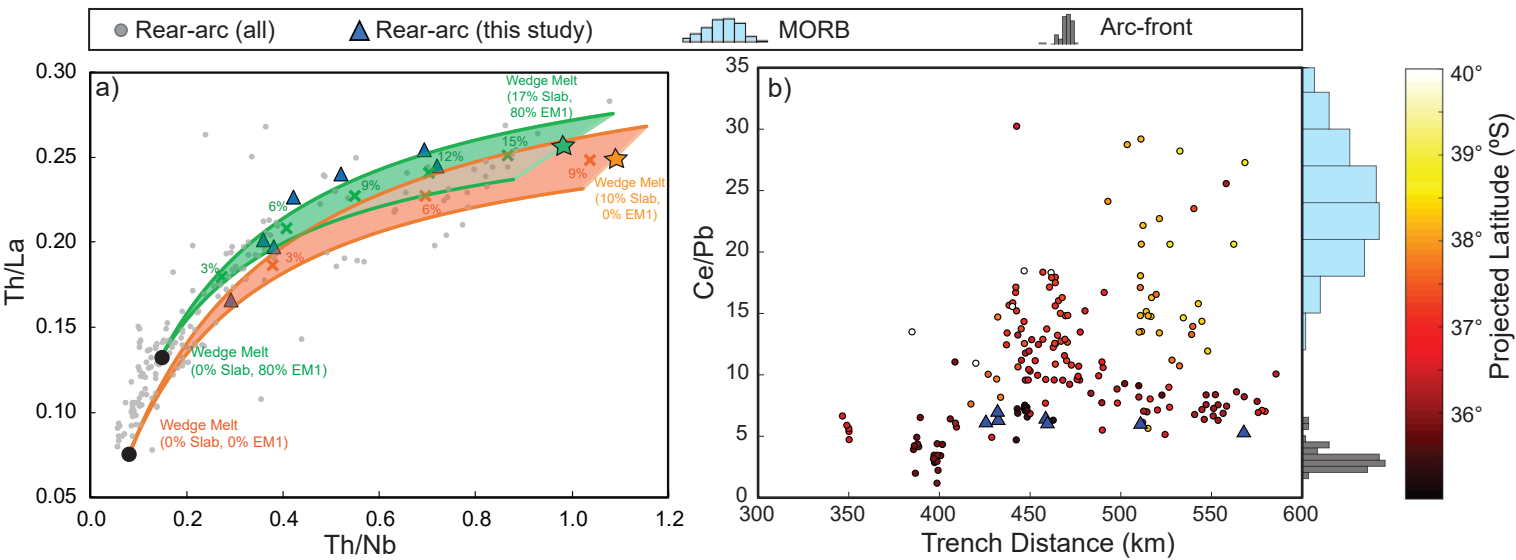 Rear-arc (all)
Rear-arc (this study)
MORB
Arc-front
a)
0.30
0.25
0.20
0.15
0.10
0.05
Th/La
0.0
0.2
0.4
0.6
0.8
1.0
1.2
Th/Nb
Wedge Melt
(17% Slab,
80% EM1)
15%
12%
9%
6%
3%
9%
6%
3%
Wedge Melt
(10% Slab,
0% EM1)
Wedge Melt
(0% Slab, 80% EM1)
Wedge Melt
(0% Slab, 0% EM1)
b)
35
30
25
20
15
10
5
0
Ce/Pb
300
350
400
450
500
550
600
Trench Distance (km)
40°
39°
38°
37°
36°
Projected Latitude (ºS)